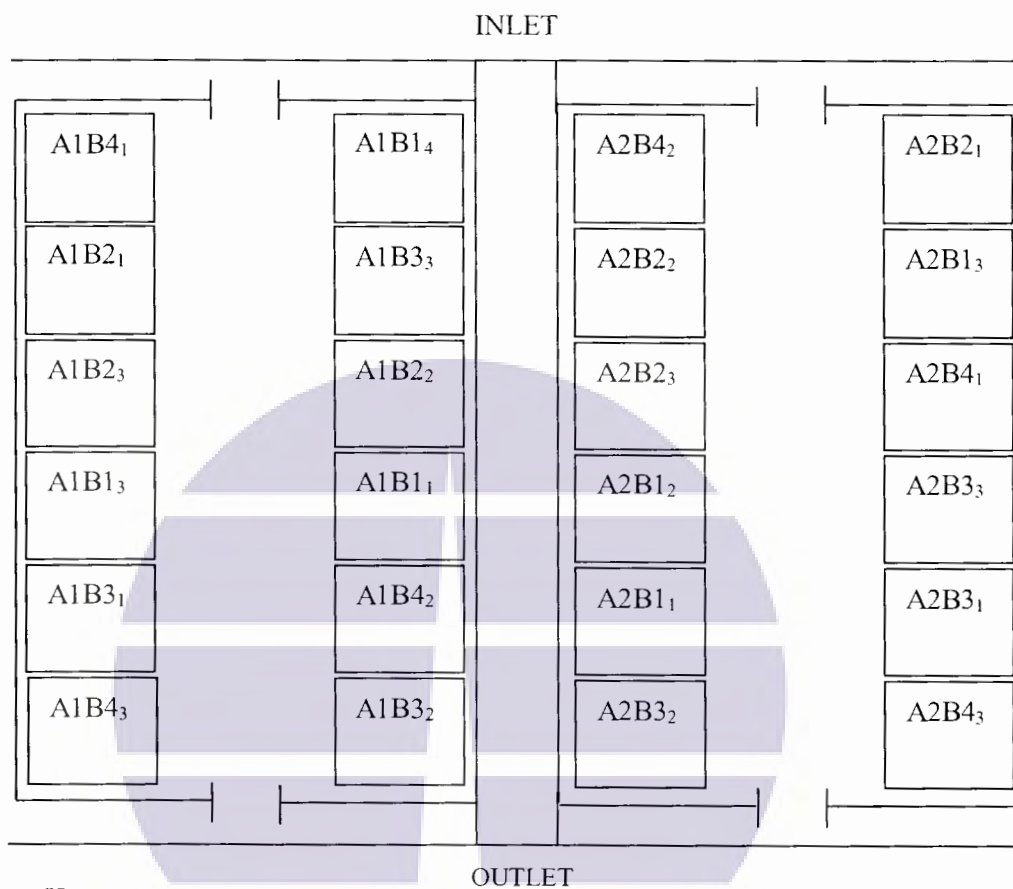 INLET
A1B4₁ A1B1₄ A2B4₂ A2B2₁
A1B2₁ A1B3₃ A2B2₂ A2B1₃
A1B2₃ A1B2₂ A2B2₃ A2B4₁
A1B1₃ A1B1₁ A2B1₂ A2B3₃
A1B3₁ A1B4₂ A2B1₁ A2B3₁
A1B4₃ A1B3₂ A2B3₂ A2B4₃
OUTLET